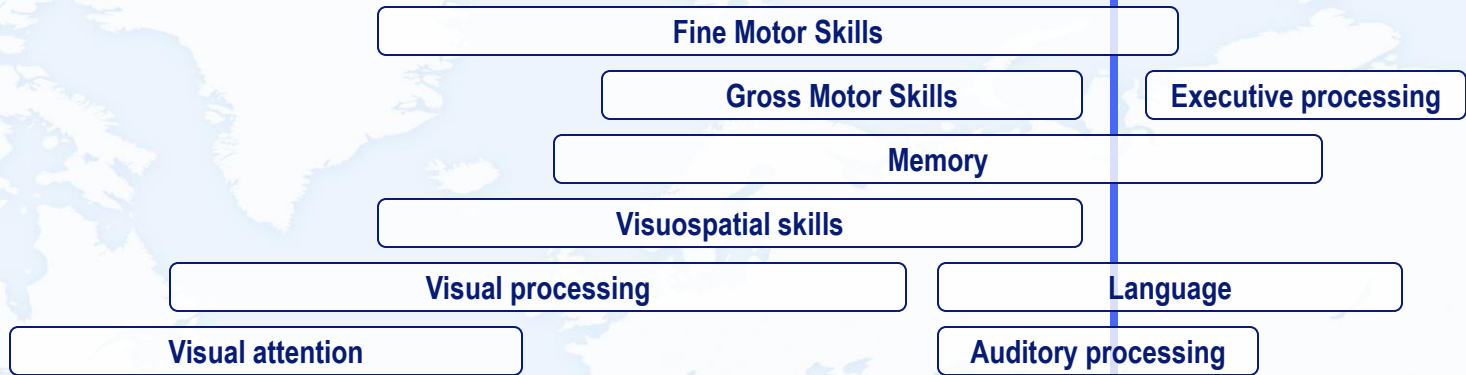 Fine Motor Skills
Gross Motor Skills
Executive processing
Memory
Visuospatial skills
Visual processing
Language
Visual attention
Auditory processing